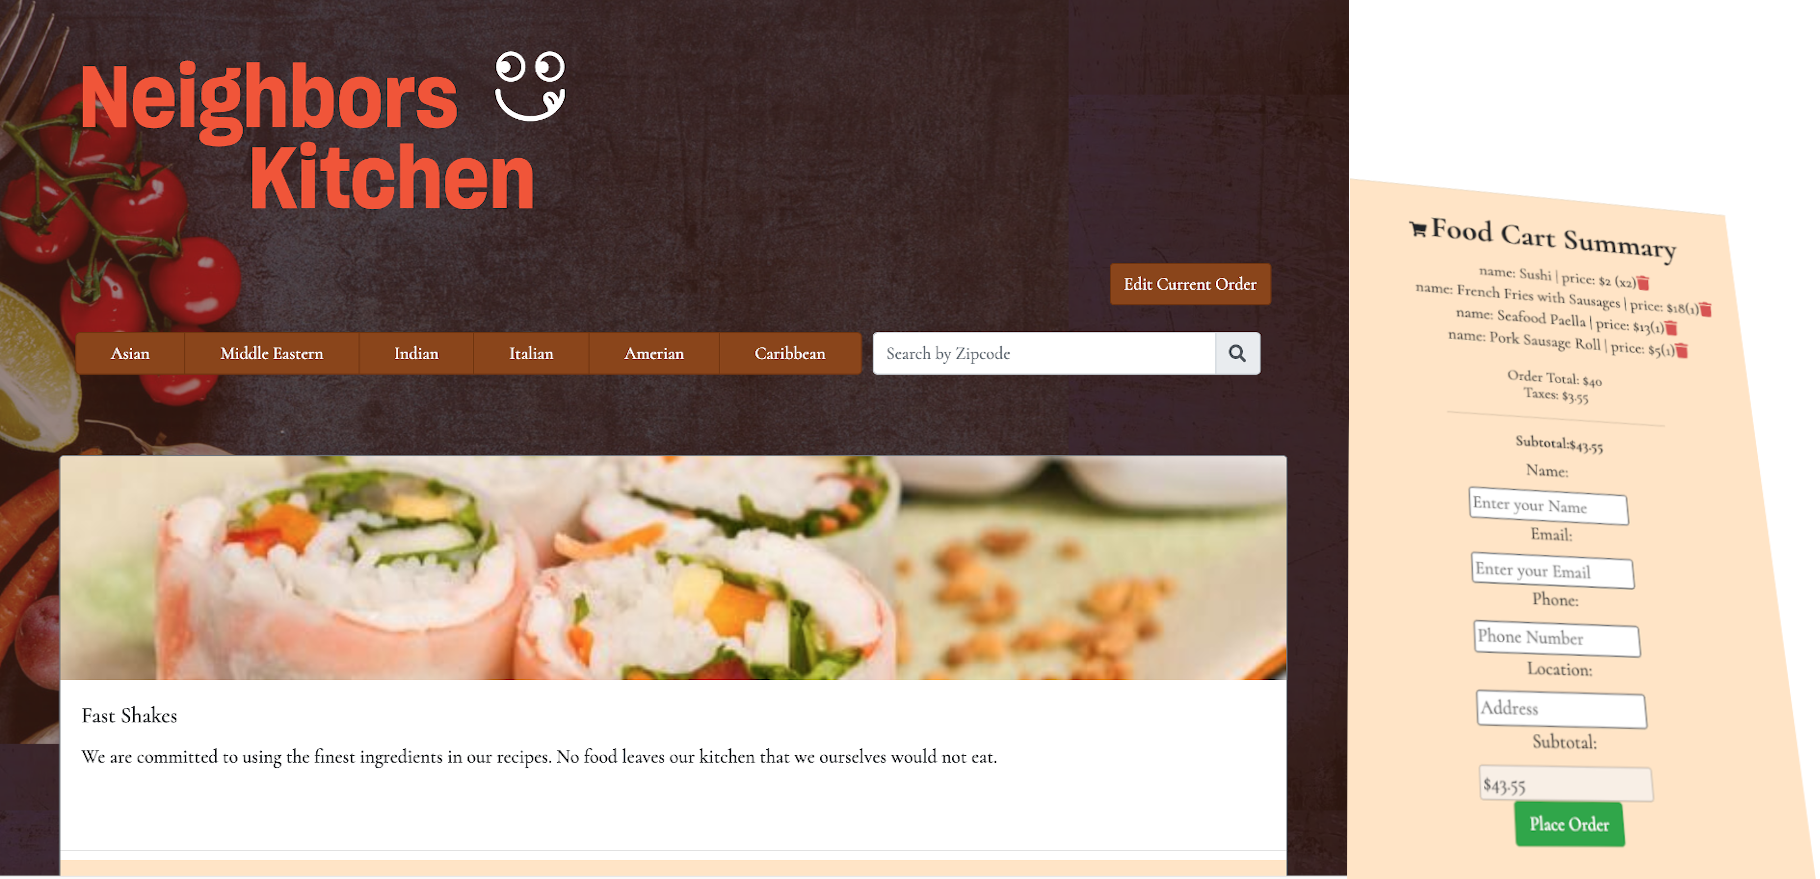 Neighbors
Kitchen
Edit Current Order
Asian
Middle Eastern
Indian
Italian
Amerian
Caribbean
Search by Zipcode
Fast Shakes
We are committed to using the finest ingredients in our recipes. No food leaves our kitchen that we ourselves would not eat.
Food Cart Summary
name: Sushi | price: $2 (x2)
name: French Fries with Sausages | price: $18(1)
name: Seafood Paella | price: $13(1)
name: Pork Sausage Roll | price: $5(1)
Order Total: $40
Taxes: $3.55
Subtotal:$43.55
Name:
Enter your Name
Email:
Enter your Email
Phone:
Phone Number
Location:
Address
Subtotal:
$43.55
Place Order